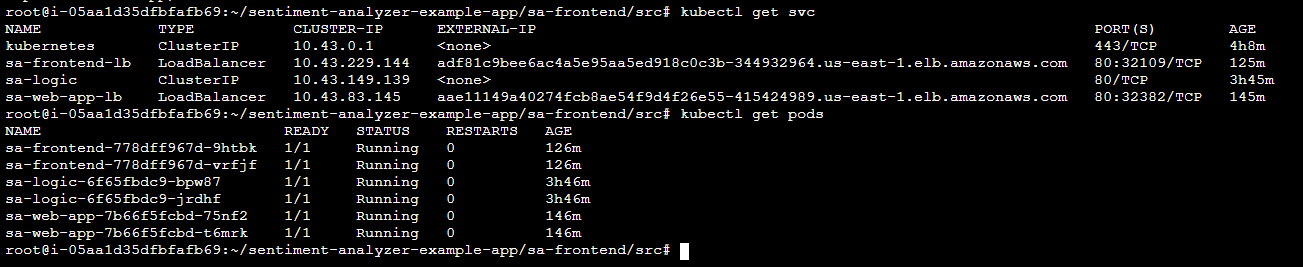 root@i-05aa1d35dfbfafb69:~/sentiment-analyzer-example-app/sa-frontend/src# kubectl get svc
NAME TYPE CLUSTER-IP EXTERNAL-IP PORT(S) AGE
kubernetes ClusterIP 10.43.0.1 <none> 443/TCP 4h8m
sa-frontend-lb LoadBalancer 10.43.229.144 adf81c9bee6ac4a5e95aa5ed918c0c3b-344932964.us-east-1.elb.amazonaws.com 80:32109/TCP 125m
sa-logic ClusterIP 10.43.149.139 <none> 80/TCP 3h45m
sa-web-app-lb LoadBalancer 10.43.83.145 aae11149a40274fcb8ae54f9d4f26e55-415424989.us-east-1.elb.amazonaws.com 80:32382/TCP 145m
root@i-05aa1d35dfbfafb69:~/sentiment-analyzer-example-app/sa-frontend/src# kubectl get pods
NAME READY STATUS RESTARTS AGE
sa-frontend-778dff967d-9htbk 1/1 Running 0 126m
sa-frontend-778dff967d-vrfjf 1/1 Running 0 126m
sa-logic-6f65fbdc9-bpw87 1/1 Running 0 3h46m
sa-logic-6f65fbdc9-jrdhf 1/1 Running 0 3h46m
sa-web-app-7b66f5fcbd-75nf2 1/1 Running 0 146m
sa-web-app-7b66f5fcbd-t6mrk 1/1 Running 0 146m
root@i-05aa1d35dfbfafb69:~/sentiment-analyzer-example-app/sa-frontend/src#